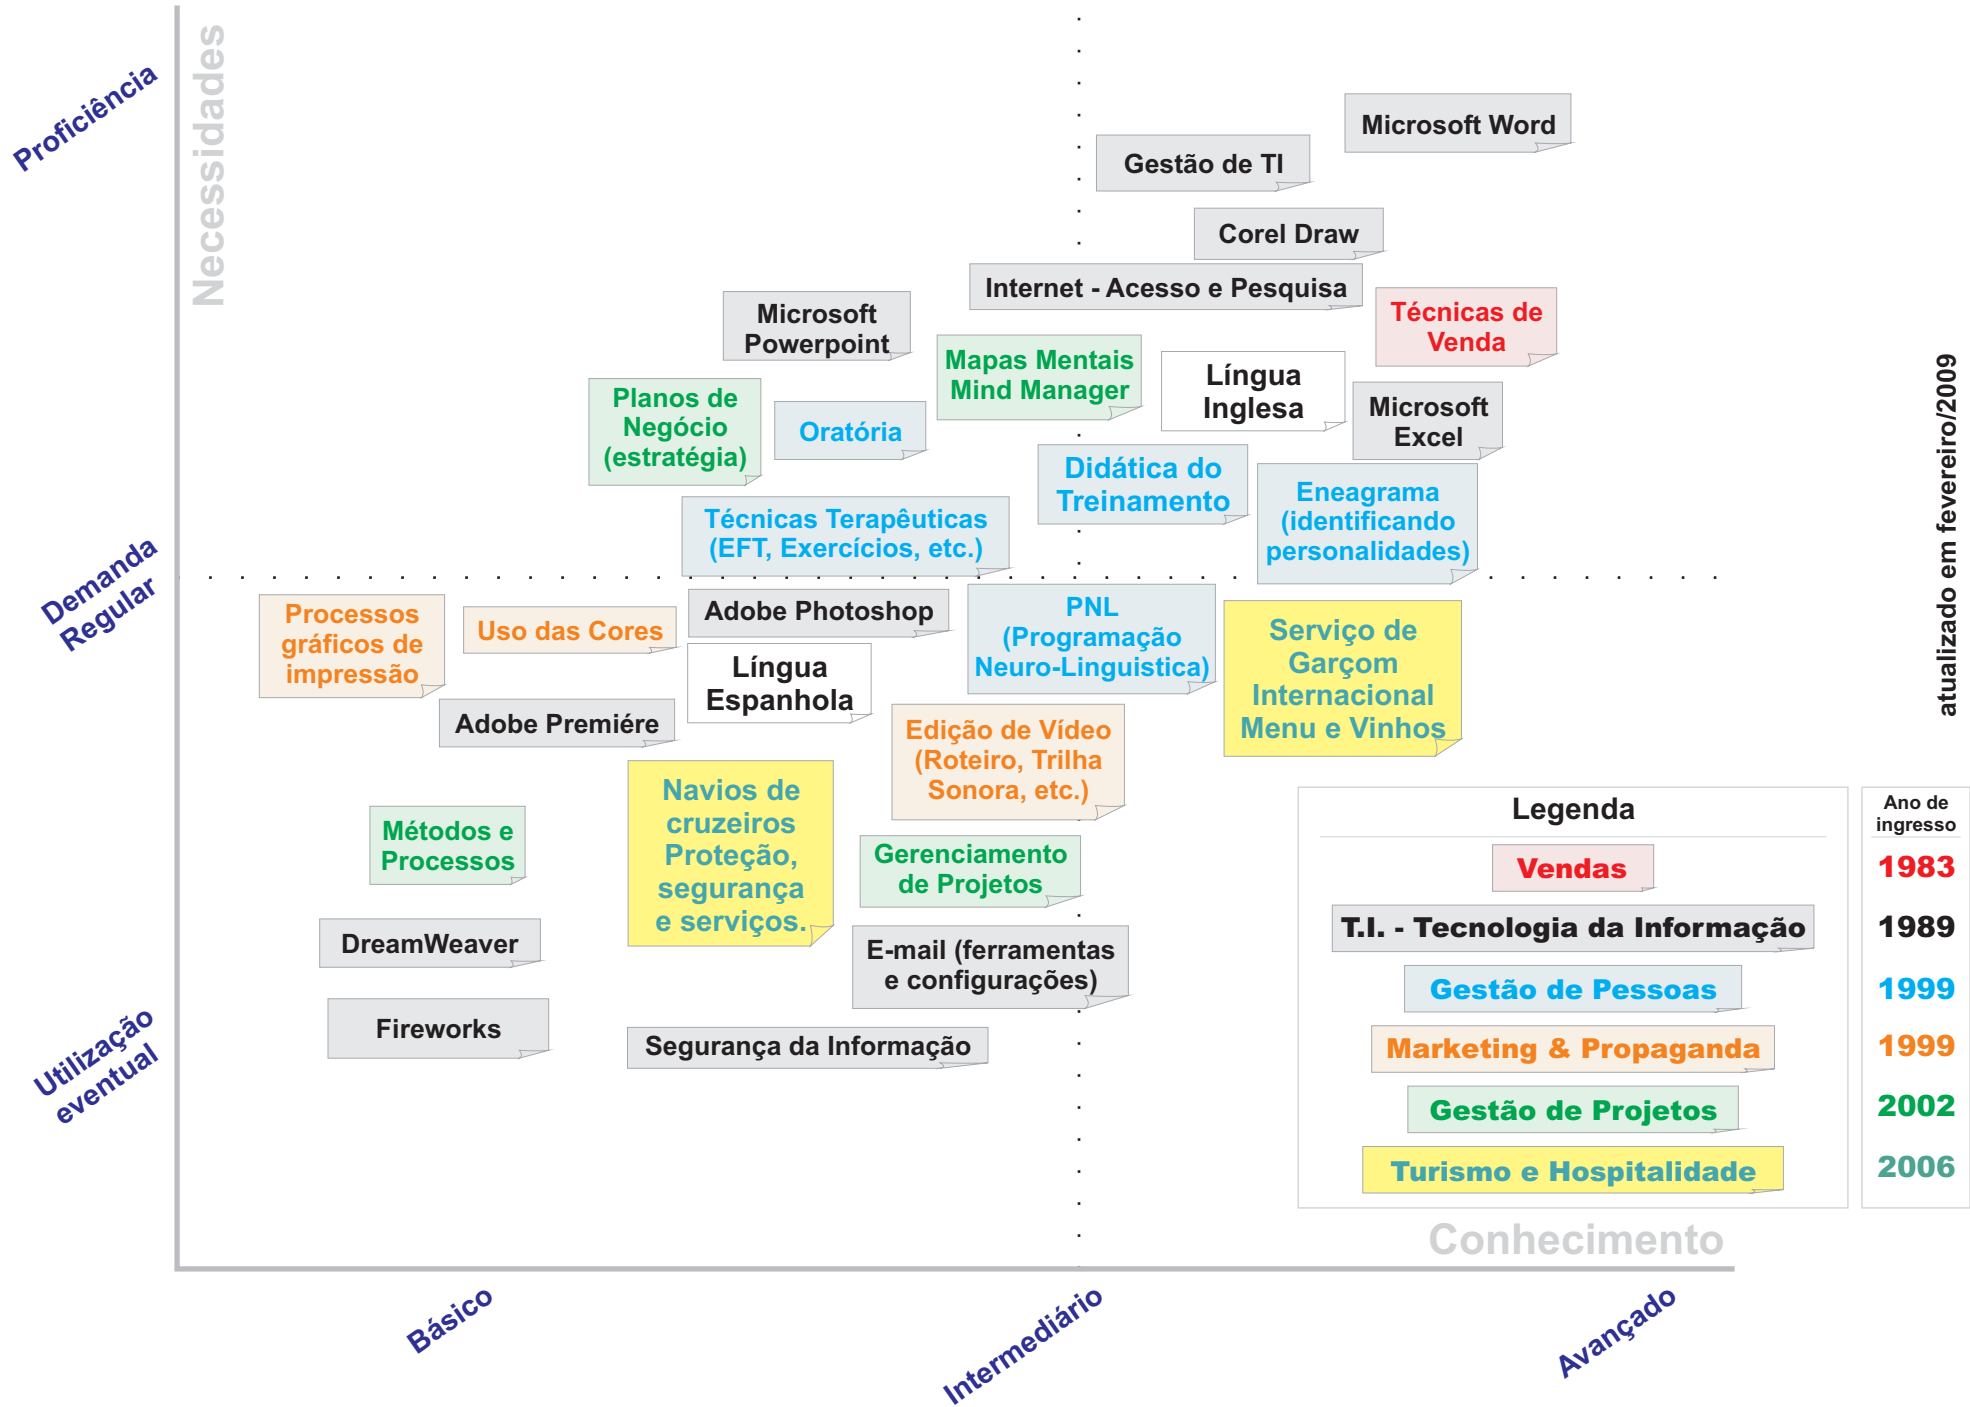 Necessidades
Proficiência
Demanda
Regular
Utilização
eventual
Microsoft Word
Gestão de TI
Corel Draw
Internet - Acesso e Pesquisa
Microsoft
Powerpoint
Técnicas de
Venda
Mapas Mentais
Mind Manager
Língua
Inglesa
Planos de
Negócio
(estratégia)
Oratória
Microsoft
Excel
Didática do
Treinamento
Eneagrama
(identificando
personalidades)
Técnicas Terapêuticas
(EFT, Exercícios, etc.)
Processos
gráficos de
impressão
Uso das Cores
Adobe Photoshop
PNL
(Programação
Neuro-Linguistica)
Serviço de
Garçom
Internacional
Menu e Vinhos
Língua
Espanhola
Adobe Premiére
Edição de Vídeo
(Roteiro, Trilha
Sonora, etc.)
Navios de
cruzeiros
Proteção,
segurança
e serviços.
Métodos e
Processos
Gerenciamento
de Projetos
DreamWeaver
E-mail (ferramentas
e configurações)
Fireworks
Segurança da Informação
atualizado em fevereiro/2009
Legenda
Ano de
ingresso
Vendas
1983
T.I. - Tecnologia da Informação
1989
Gestão de Pessoas
1999
Marketing & Propaganda
1999
Gestão de Projetos
2002
Turismo e Hospitalidade
2006
Conhecimento
Básico
Intermediário
Avançado